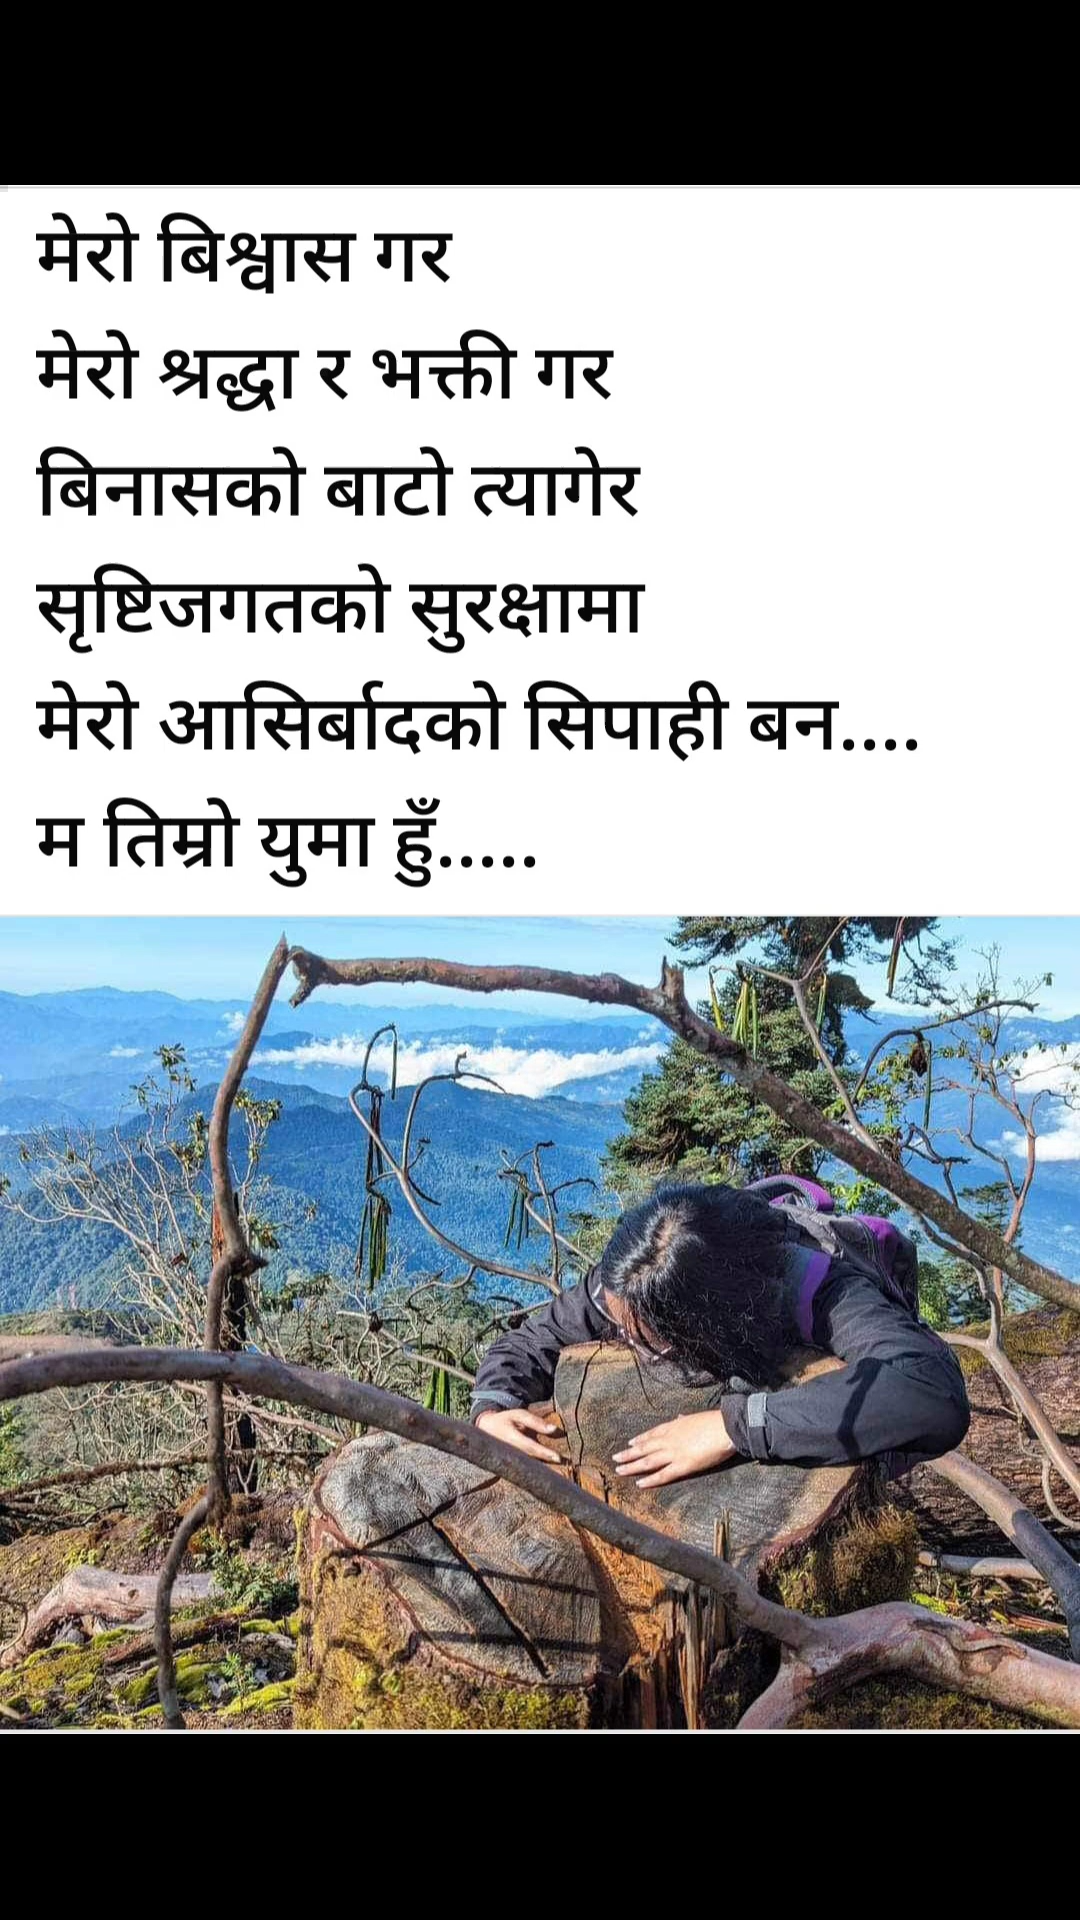 मेरो बिश्वास गर
मेरो श्रद्धा र भक्ती गर
बिनासको बाटो त्यागेर
सृष्टिजगतको सुरक्षामा
मेरो आसिर्बादको सिपाही बन....
म तिम्रो युमा हुँ.....